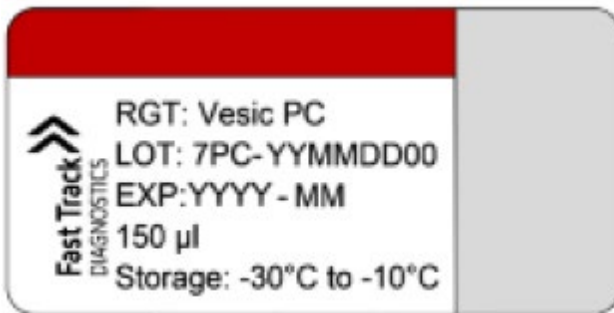 RGT: Vesic PC
LOT: 7PC-YYMMDD00
EXP:YYYY - MM
150 µl
Storage: -30°C to -10°C
Fast Track
DIAGNOSTICS